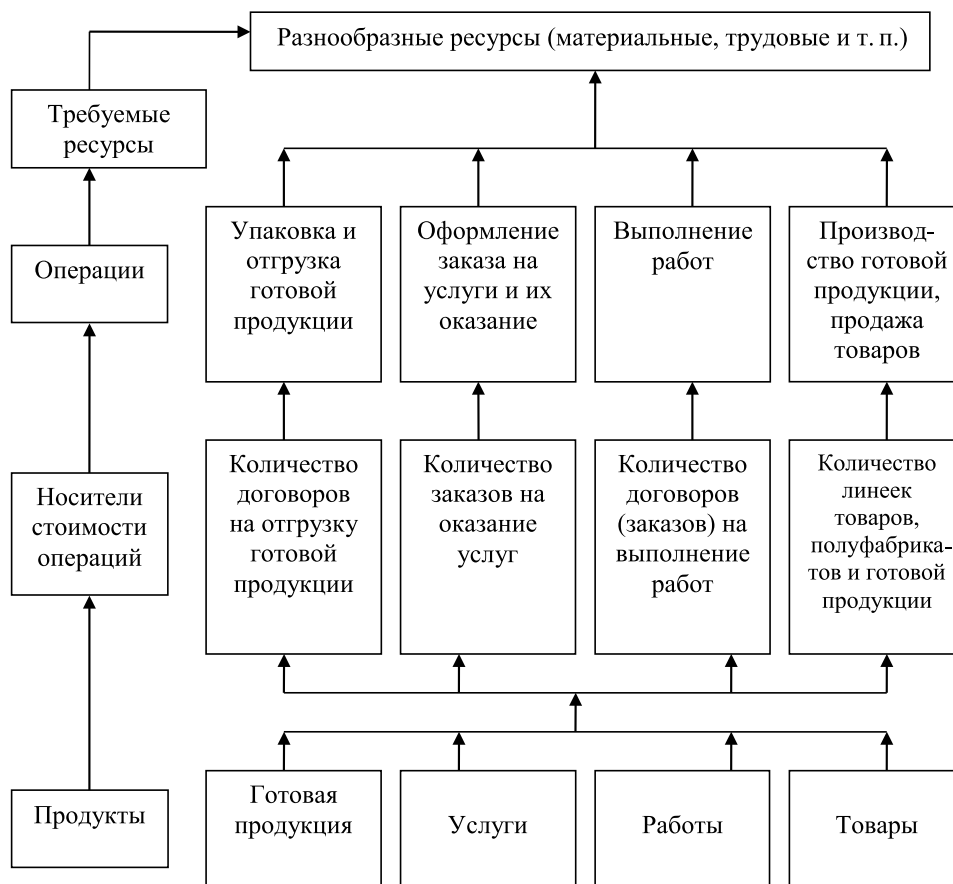 Разнообразные ресурсы (материальные, трудовые и т. п.)
Требуемые
ресурсы
Операции
Упаковка и
отгрузка
готовой
продукции
Оформление
заказа на
услуги и их
оказание
Выполнение
работ
Производ-
ство готовой
продукции,
продажа
товаров
Носители
стоимости
операций
Количество
договоров
на отгрузку
готовой
продукции
Количество
заказов на
оказание
услуг
Количество
договоров
(заказов) на
выполнение
работ
Количество
линеек
товаров,
полуфабрика-
тов и готовой
продукции
Продукты
Готовая
продукция
Услуги
Работы
Товары